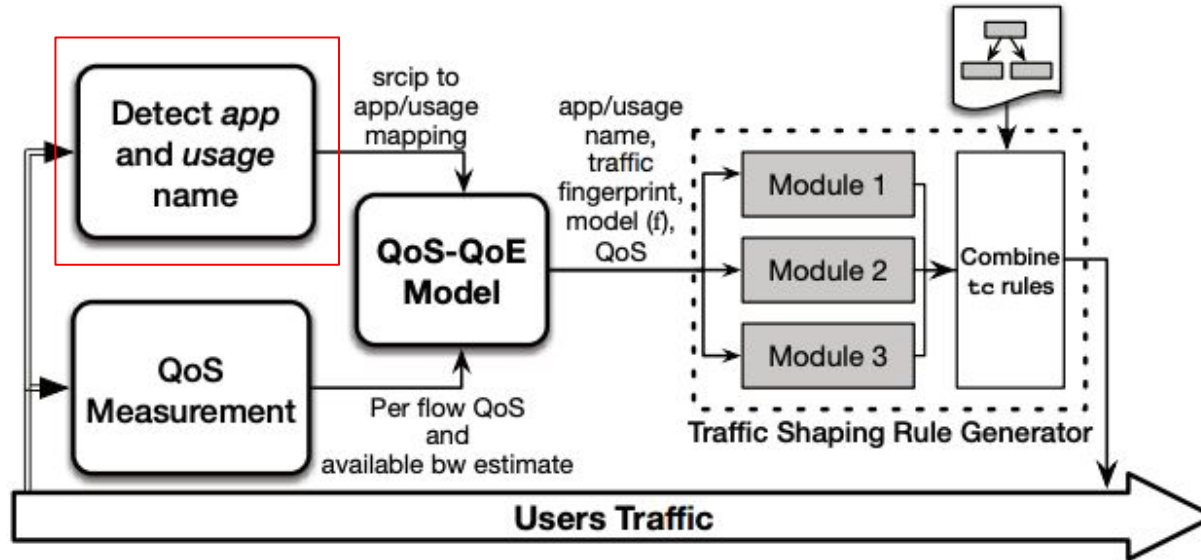 Detect app
and usage
name
srcip to
app/usage
mapping
QoS
Measurement
Per flow QoS
and
available bw estimate
QoS-QoE
Model
app/usage
name,
traffic
fingerprint,
model (f),
QoS
Module 1
Module 2
Module 3
Combine
tc rules
Traffic Shaping Rule Generator
Users Traffic